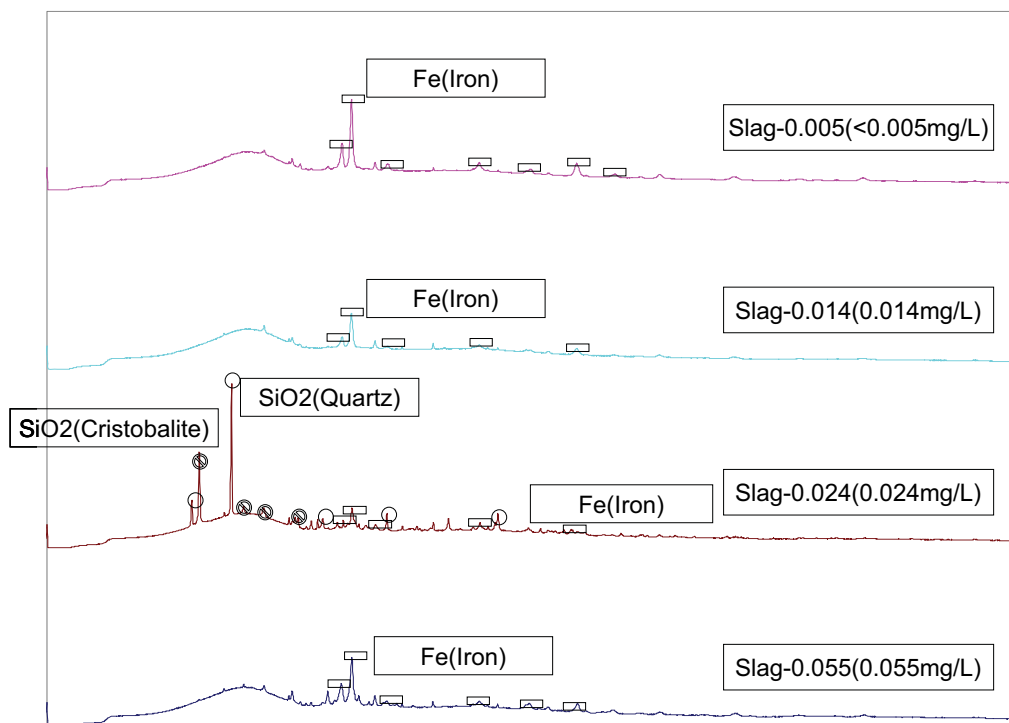 Fe(Iron)
Slag-0.005(<0.005mg/L)
Fe(Iron)
Slag-0.014(0.014mg/L)
SiO2(Quartz)
SiO2(Cristobalite)
Slag-0.024(0.024mg/L)
Fe(Iron)
Fe(Iron)
Slag-0.055(0.055mg/L)